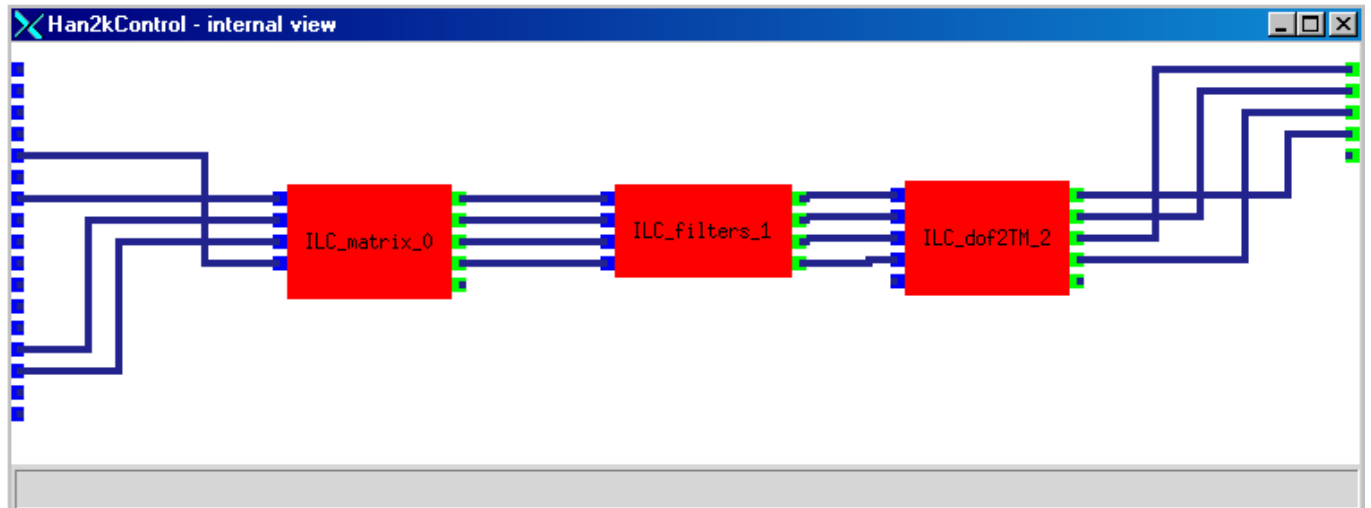 Han2kControl - internal view
ILC_matrix_0
ILC_filters_1
ILC_dof2TM_2